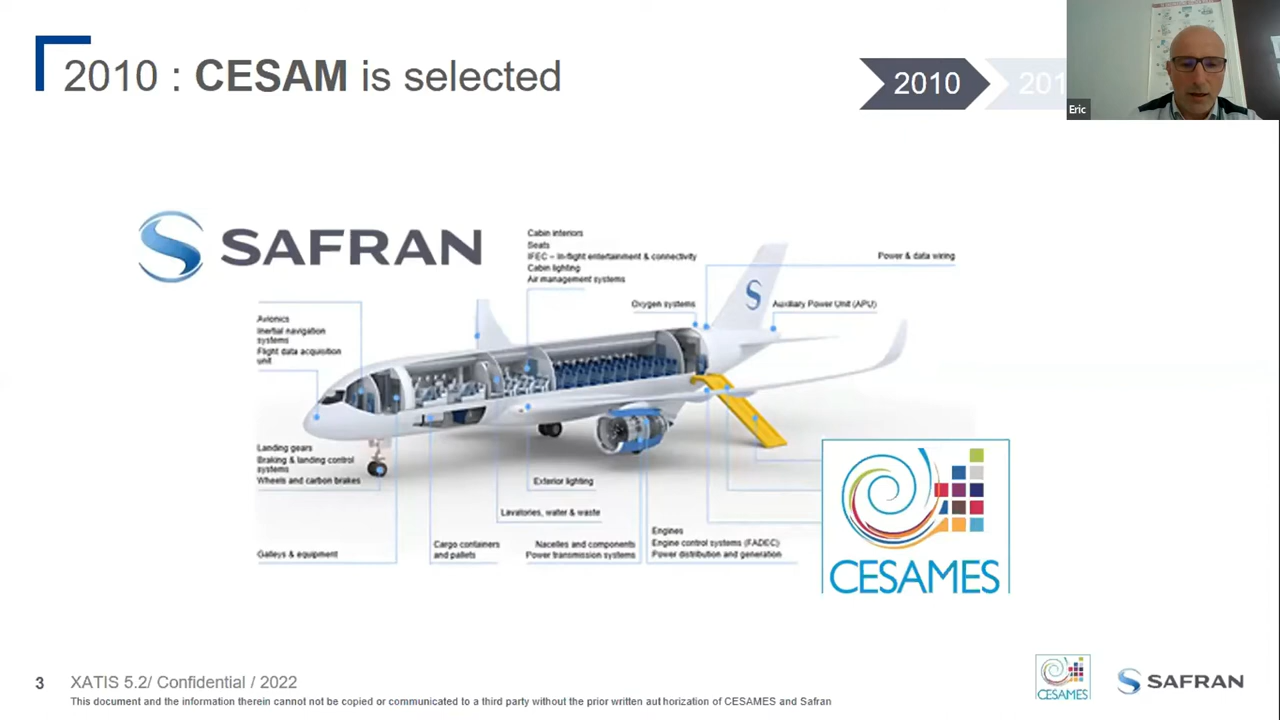 2010 : CESAM is selected
2010
201
Eric
SAFRAN
Cabin interiors
Seats
IFEC – In-flight entertainment & connectivity
Cabin lighting
Air management systems
Power & data wiring
Oxygen systems
Auxiliary Power Unit (APU)
Avionics
Inertial navigation
systems
Flight data acquisition
unit
Landing gears
Braking & landing control
systems
Wheels and carbon brakes
Exterior lighting
Lavatories, water & waste
Galleys & equipment
Cargo containers
and pallets
Nacelles and components
Power transmission systems
Engines
Engine control systems (FADEC)
Power distribution and generation
CESAMES
3
XATIS 5.2/ Confidential / 2022
This document and the information therein cannot not be copied be communicated to a third party without the prior written aut horization of CESAMES and Safran
CESAMES
SAFRAN